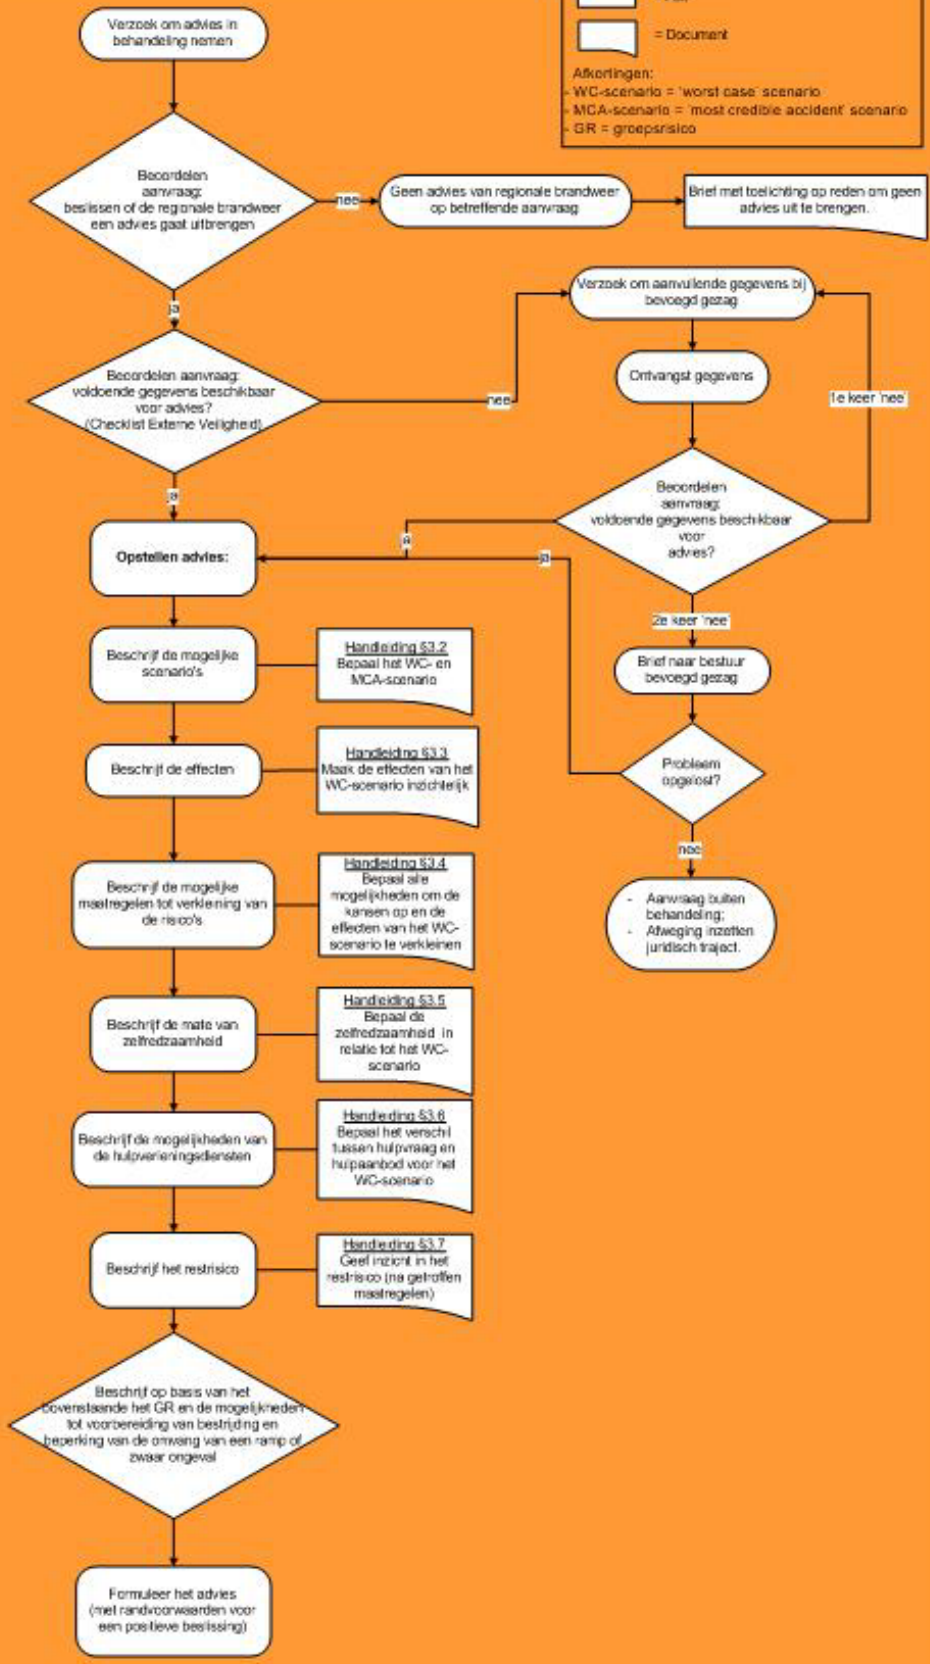 = Document
Afkortingen:
- WC-scenario = 'worst case' scenario
- MCA-scenario = 'most credible accident' scenario
- GR = groepsrisico
Verzoek om advies in
behandeling nemen
Beoordelen
aanvraag:
beslissen of de regionale brandweer
een advies gaat uitbrengen
nee
Geen advies van regionale brandweer
op betreffende aanvraag
Brief met toelichting op reden om geen
advies uit te brengen.
ja
Beoordelen aanvraag:
voldoende gegevens beschikbaar
voor advies?
(Checklist Externe Veiligheid)
nee
Verzoek om aanvullende gegevens bij
bevoegd gezag
Ontvangst gegevens
1e keer 'nee'
Beoordelen
aanvraag:
voldoende gegevens beschikbaar
voor
advies?
ja
ja
ja
2e keer 'nee'
Brief naar bestuur
bevoegd gezag
Probleem
opgelost?
nee
- Aanvraag buiten
behandeling;
- Afweging inzetten
juridisch traject.
Opstellen advies:
Beschrijf de mogelijke
scenario's
Handleiding §3.2
Bepaal het WC- en
MCA-scenario
Beschrijf de effecten
Handleiding §3.3
Maak de effecten van het
WC-scenario inzichtelijk
Beschrijf de mogelijke
maatregelen tot verkleining van
de risico's
Handleiding §3.4
Bepaal alle
mogelijkheden om de
kansen op en de
effecten van het WC-
scenario te verkleinen
Beschrijf de mate van
zelfredzaamheid
Handleiding §3.5
Bepaal de
zelfredzaamheid in
relatie tot het WC-
scenario
Beschrijf de mogelijkheden van
de hulpverleningsdiensten
Handleiding §3.6
Bepaal het verschil
tussen hulpvraag en
hulpaanbod voor het
WC-scenario
Beschrijf het restrisico
Handleiding §3.7
Geef inzicht in het
restrisico (na getroffen
maatregelen)
Beschrijf op basis van het
bovenstaande het GR en de mogelijkheden
tot voorbereiding van bestrijding en
beperking van de omvang van een ramp of
zwaar ongeval
Formuleer het advies
(met randvoorwaarden voor
een positieve beslissing)